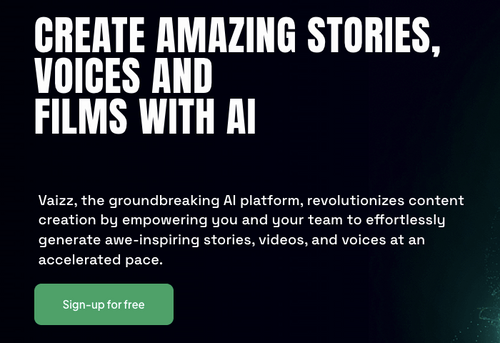 CREATE AMAZING STORIES,
VOICES AND
FILMS WITH AI
Vaizz, the groundbreaking AI platform, revolutionizes content
creation by empowering you and your team to effortlessly
generate awe-inspiring stories, videos, and voices at an
accelerated pace.
Sign-up for free